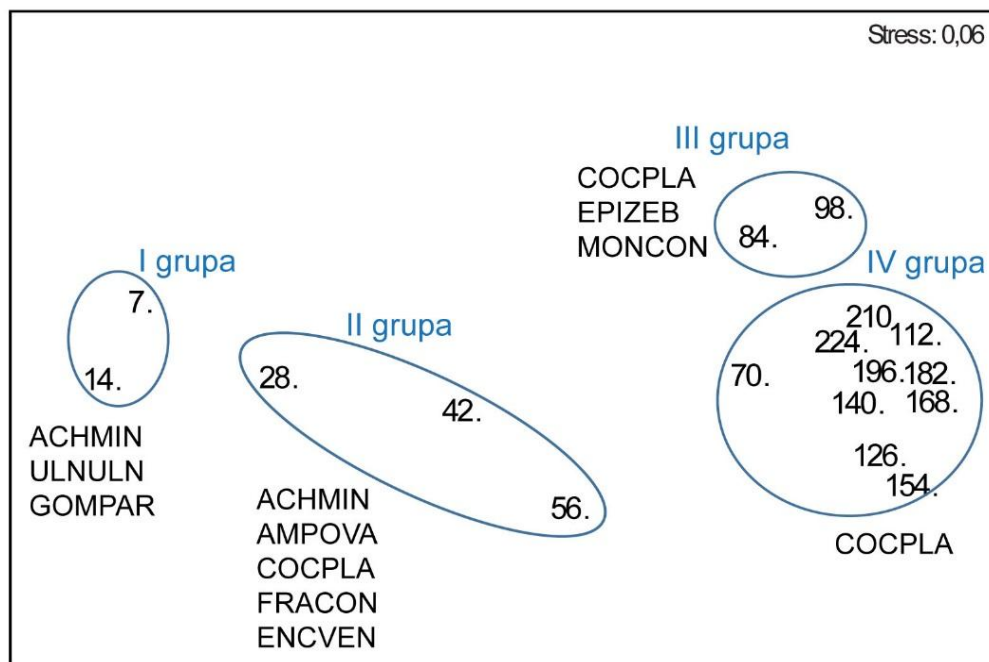 Stress: 0,06
III grupa
COCPLA
EPIZEB
MONCON
98.
84.
I grupa
7.
14.
ACHMIN
ULNULN
GOMPAR
II grupa
28.
42.
56.
ACHMIN
AMPOVA
COCPLA
FRACON
ENCVEN
IV grupa
210.
112.
224.
70.
196.
182.
140.
168.
126.
154.
COCPLA